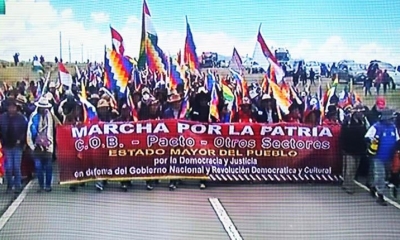 MARCHA POR LA PATRIA
C.O.B. - Pacto - Otros Sectores
ESTADO MAYOR DEL PUEBLO
por la Democracia y Justicia
en defensa del Gobierno Nacional y Revolución Democratica y Cultural